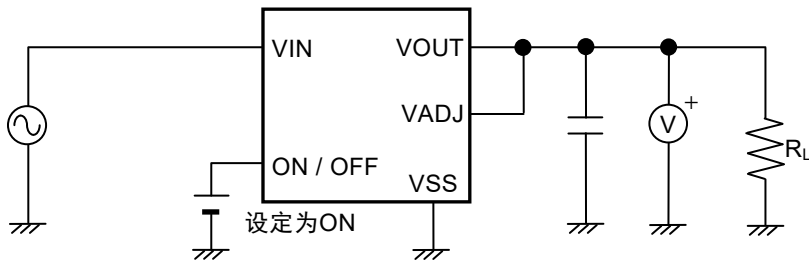 VIN
VOUT
VADJ
ON / OFF
VSS
设定为ON
V
+
RL